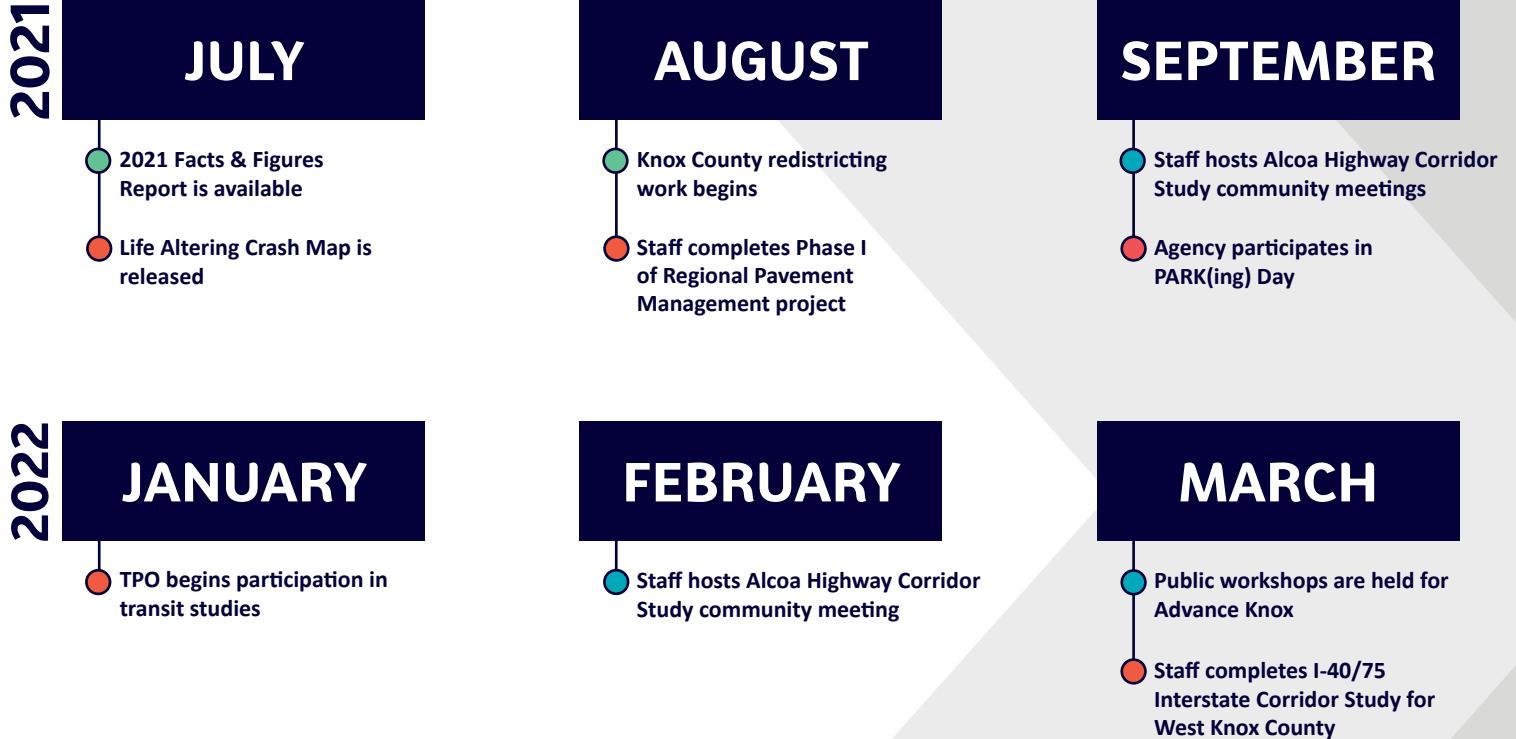 2021
JULY
2021 Facts & Figures
Report is available
Life Altering Crash Map is
released
AUGUST
Knox County redistricting
work begins
Staff completes Phase I
of Regional Pavement
Management project
SEPTEMBER
Staff hosts Alcoa Highway Corridor
Study community meetings
Agency participates in
PARK(ing) Day
2022
JANUARY
TPO begins participation in
transit studies
FEBRUARY
Staff hosts Alcoa Highway Corridor
Study community meeting
MARCH
Public workshops are held for
Advance Knox
Staff completes I-40/75
Interstate Corridor Study for
West Knox County